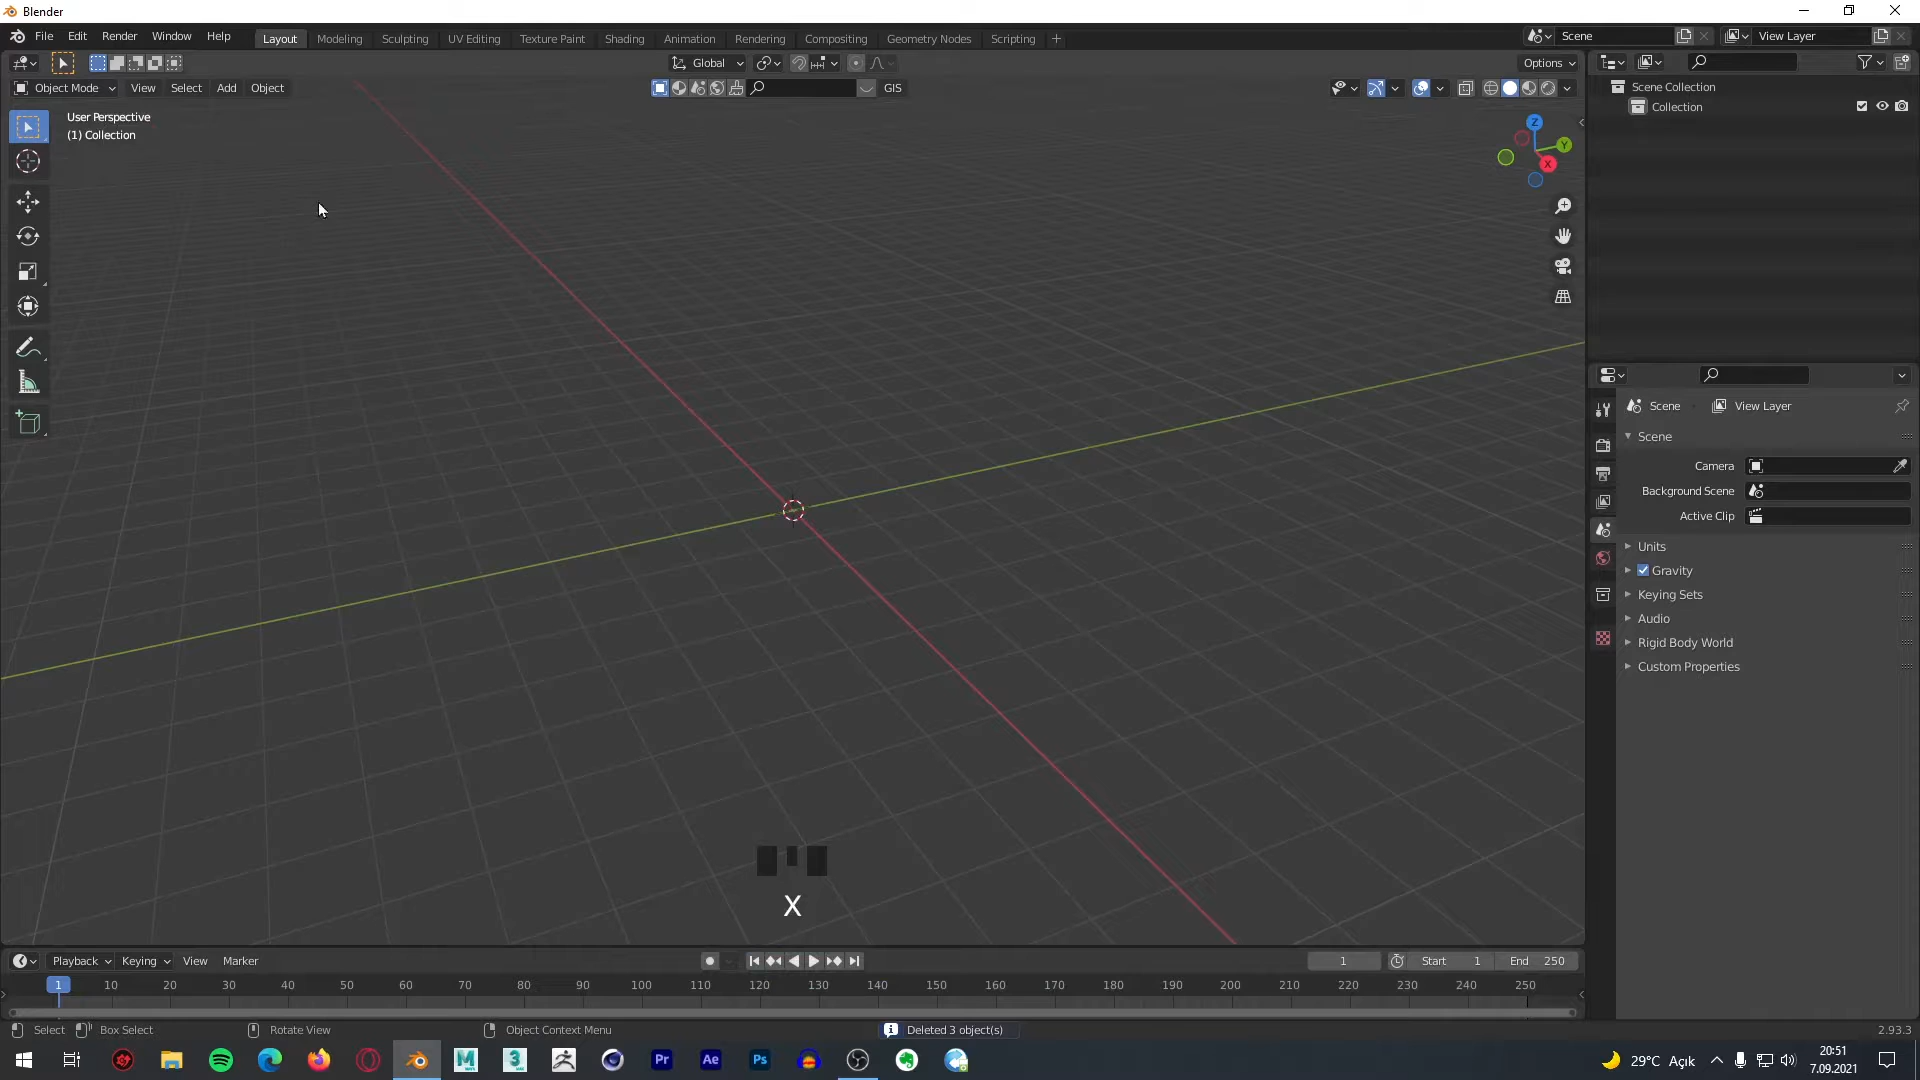 Blender
File Edit Render Window Help Layout Modeling Sculpting UV Editing Texture Paint Shading Animation Rendering Compositing Geometry Nodes Scripting + Scene View Layer
Global Options
Object Mode View Select Add Object GIS
Scene Collection
Collection
User Perspective
(1) Collection
Z
Y
X
Scene View Layer
Scene
Camera
Background Scene
Active Clip
Units
Gravity
Keying Sets
Audio
Rigid Body World
Custom Properties
X
Playback Keying View Marker 1 Start 1 End 250
1 10 20 30 40 50 60 70 80 90 100 110 120 130 140 150 160 170 180 190 200 210 220 230 240 250
Select Box Select Rotate View Object Context Menu Deleted 3 object(s) 2.93.3
M 3 Pr Ae Ps 29°C Açık 20:51
7.09.2021